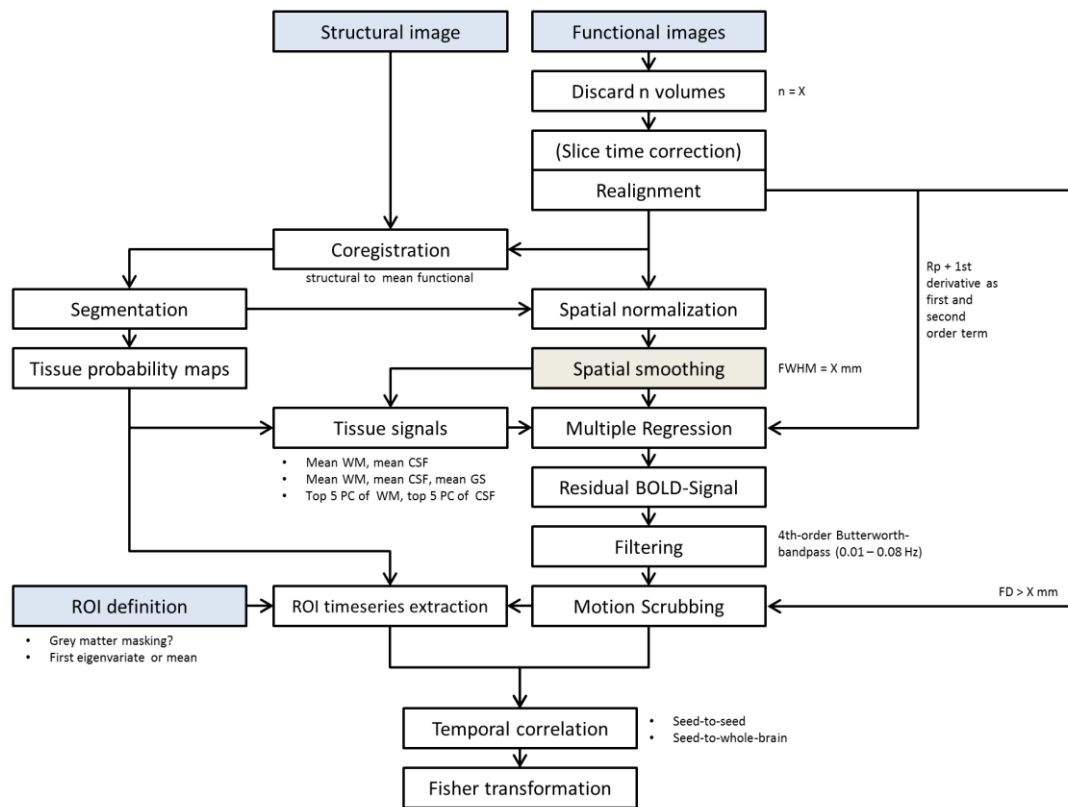 Structural image
Functional images
Discard n volumes
n = X
(Slice time correction)
Realignment
Coregistration
structural to mean functional
Rp + 1st
derivative as
first and
second
order term
Segmentation
Spatial normalization
Tissue probability maps
Spatial smoothing
FWHM = X mm
Tissue signals
Multiple Regression
• Mean WM, mean CSF
• Mean WM, mean CSF, mean GS
• Top 5 PC of WM, top 5 PC of CSF
Residual BOLD-Signal
Filtering
4th-order Butterworth-
bandpass (0.01 – 0.08 Hz)
ROI definition
ROI timeseries extraction
Motion Scrubbing
FD > X mm
• Grey matter masking?
• First eigenvariate or mean
Temporal correlation
• Seed-to-seed
• Seed-to-whole-brain
Fisher transformation